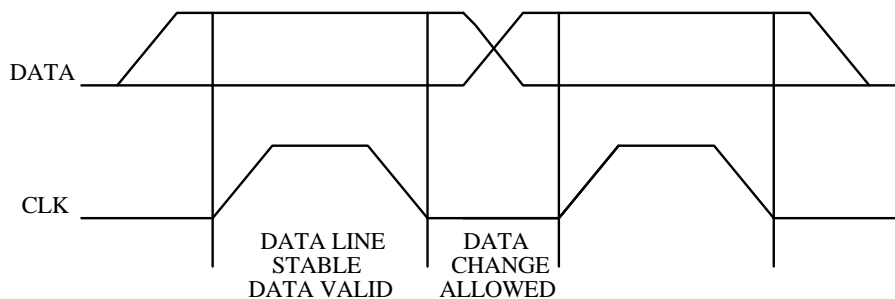 DATA
CLK
DATA LINE
STABLE
DATA VALID
DATA
CHANGE
ALLOWED